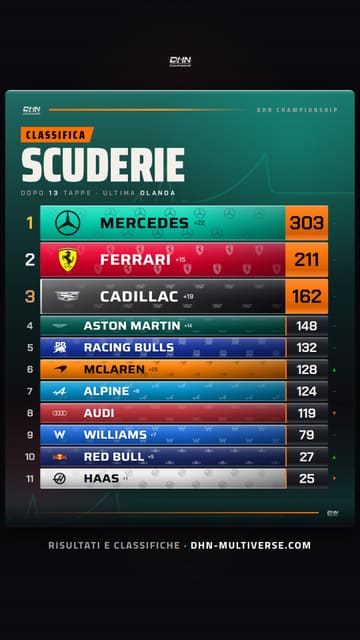 DHN
DHN
DHN CHAMPIONSHIP
CLASSIFICA
SCUDERIE
DOPO 13 TAPPE · ULTIMA OLANDA
1 MERCEDES +22 303
2 FERRARI +15 211
3 CADILLAC +19 162
4 ASTON MARTIN +14 148
5 RACING BULLS 132
6 MCLAREN +23 128
7 ALPINE +8 124
8 AUDI 119
9 WILLIAMS +7 79
10 RED BULL +6 27
11 HAAS +1 25
DHN
RISULTATI E CLASSIFICHE · DHN-MULTIVERSE.COM